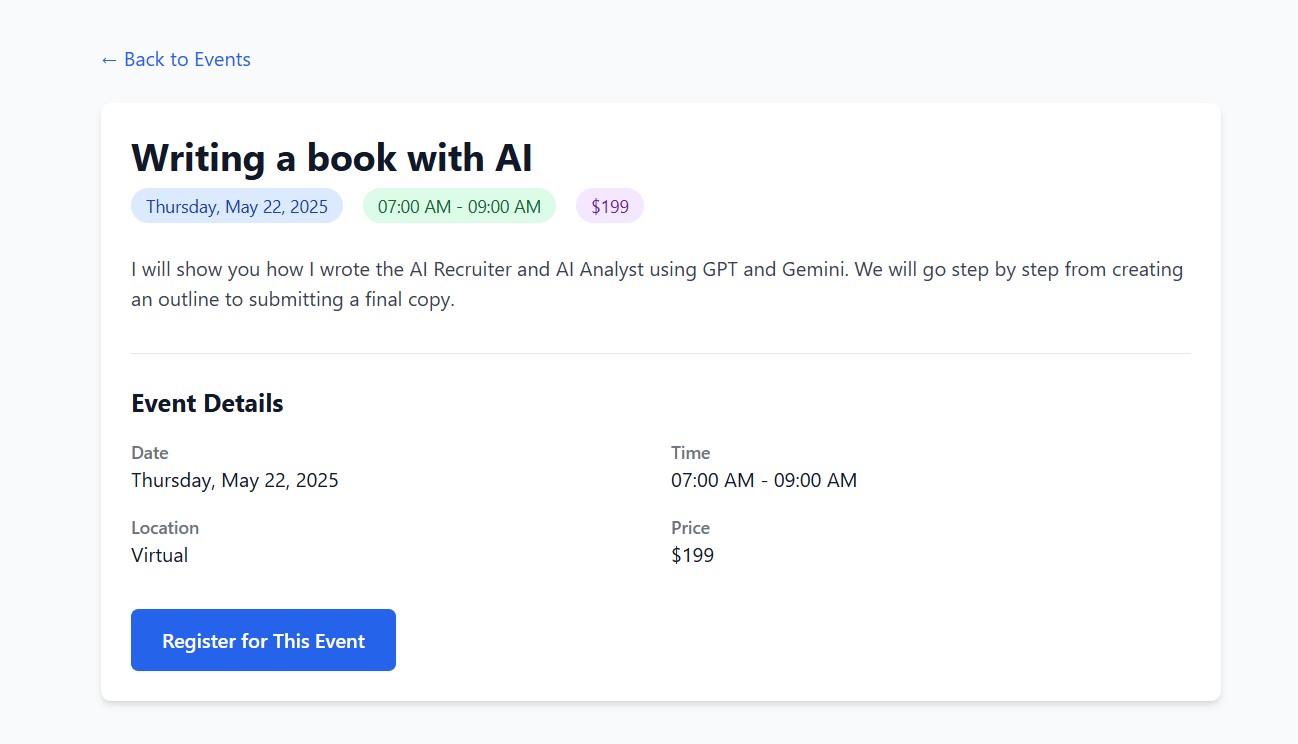 ← Back to Events
Writing a book with AI
Thursday, May 22, 2025 07:00 AM - 09:00 AM $199
I will show you how I wrote the AI Recruiter and AI Analyst using GPT and Gemini. We will go step by step from creating
an outline to submitting a final copy.
Event Details
Date
Thursday, May 22, 2025
Time
07:00 AM - 09:00 AM
Location
Virtual
Price
$199
Register for This Event